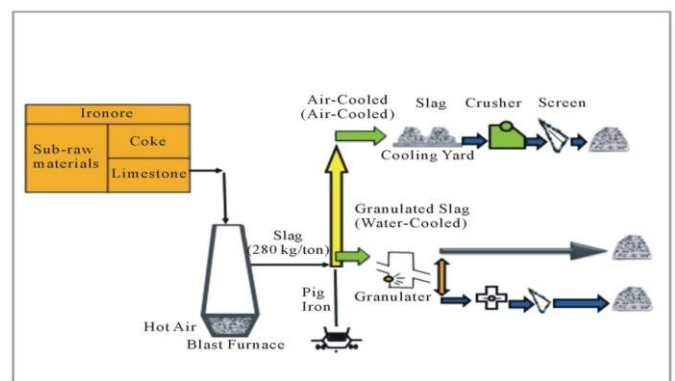 Ironore
Sub-raw
materials
Coke
Limestone
Air-Cooled
(Air-Cooled)
Slag
Crusher
Screen
Cooling Yard
Granulated Slag
(Water-Cooled)
Slag
(280 kg/ton)
Granulater
Pig
Iron
Hot Air
Blast Furnace